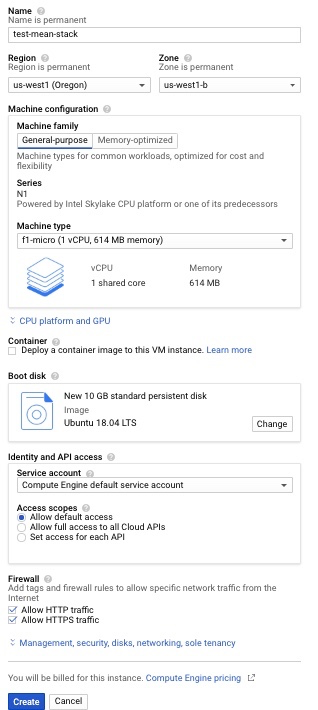 Name
Name is permanent
test-mean-stack
Region
Region is permanent
us-west1 (Oregon)
Zone
Zone is permanent
us-west1-b
Machine configuration
Machine family
General-purpose
Memory-optimized
Machine types for common workloads, optimized for cost and
flexibility
Series
N1
Powered by Intel Skylake CPU platform or one of its predecessors
Machine type
f1-micro (1 vCPU, 614 MB memory)
vCPU
1 shared core
Memory
614 MB
CPU platform and GPU
Container
Deploy a container image to this VM instance. Learn more
Boot disk
New 10 GB standard persistent disk
Image
Ubuntu 18.04 LTS
Change
Identity and API access
Service account
Compute Engine default service account
Access scopes
Allow default access
Allow full access to all Cloud APIs
Set access for each API
Firewall
Add tags and firewall rules to allow specific network traffic from the
Internet
Allow HTTP traffic
Allow HTTPS traffic
Management, security, disks, networking, sole tenancy
You will be billed for this instance. Compute Engine pricing
Create
Cancel